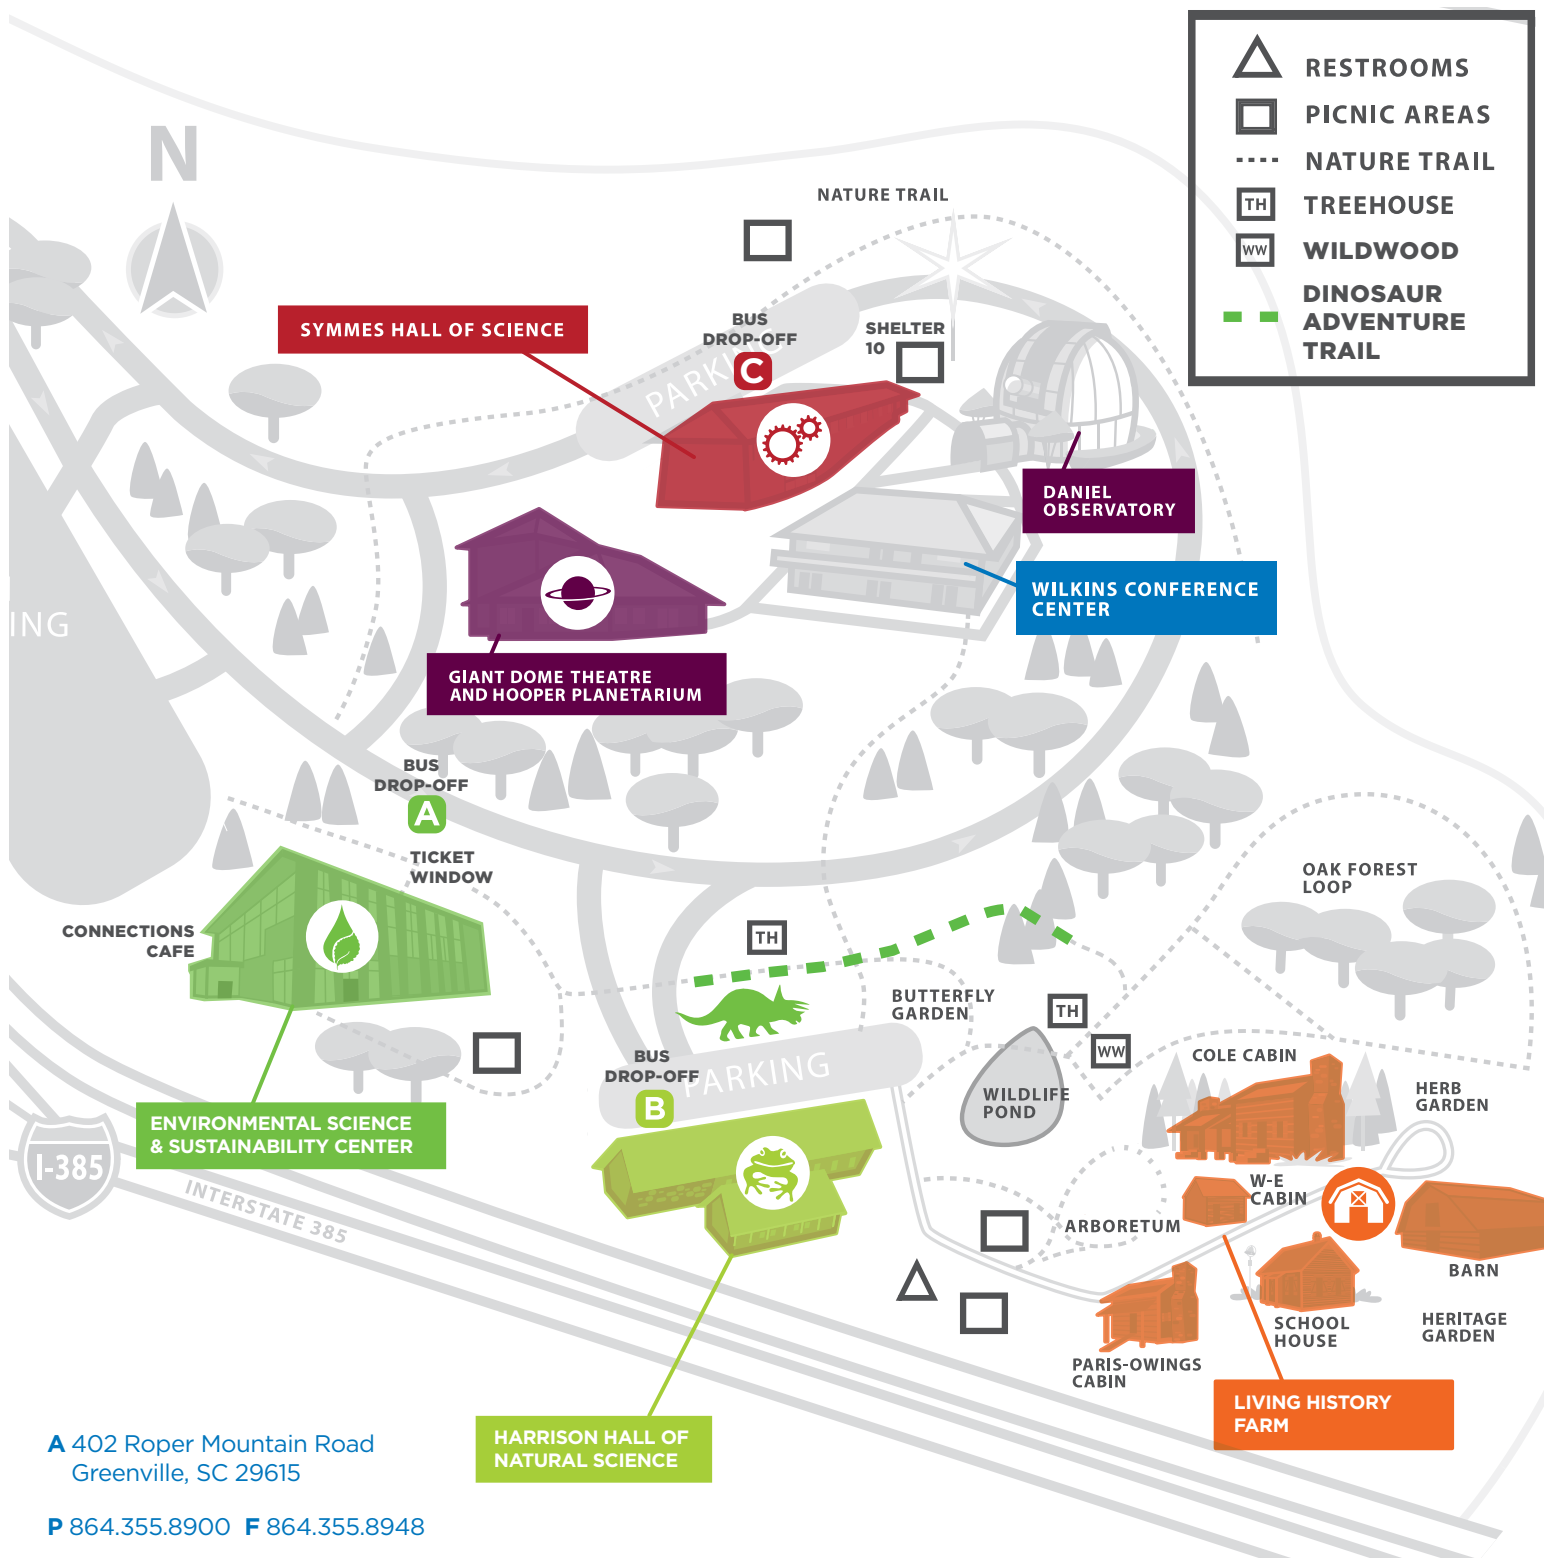 RESTROOMS
PICNIC AREAS
NATURE TRAIL
TH
TREEHOUSE
WW
WILDWOOD
DINOSAUR
ADVENTURE
TRAIL
N
NATURE TRAIL
SYMMES HALL OF SCIENCE
BUS
DROP-OFF
C
PARKING
SHELTER
10
DANIEL
OBSERVATORY
WILKINS CONFERENCE
CENTER
ING
GIANT DOME THEATRE
AND HOOPER PLANETARIUM
BUS
DROP-OFF
A
TICKET
WINDOW
CONNECTIONS
CAFE
OAK FOREST
LOOP
TH
BUTTERFLY
GARDEN
TH
WW
BUS
DROP-OFF
B
PARKING
WILDLIFE
POND
COLE CABIN
HERB
GARDEN
ENVIRONMENTAL SCIENCE
& SUSTAINABILITY CENTER
I-385
INTERSTATE 385
W-E
CABIN
ARBORETUM
BARN
SCHOOL
HOUSE
HERITAGE
GARDEN
PARIS-OWINGS
CABIN
LIVING HISTORY
FARM
HARRISON HALL OF
NATURAL SCIENCE
A 402 Roper Mountain Road
Greenville, SC 29615
P 864.355.8900 F 864.355.8948